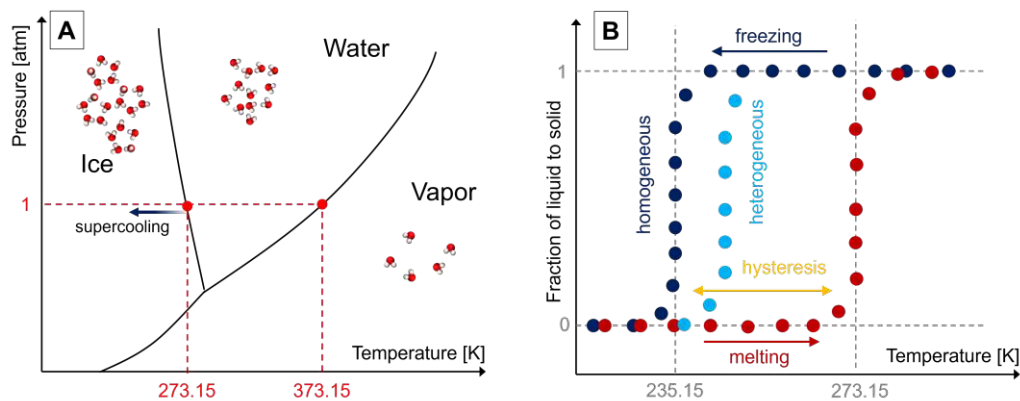 A
Pressure [atm]
Water
Ice
Vapor
1
supercooling
Temperature [K]
273.15
373.15
B
freezing
Fraction of liquid to solid
1
homogeneous
heterogeneous
hysteresis
0
melting
Temperature [K]
235.15
273.15